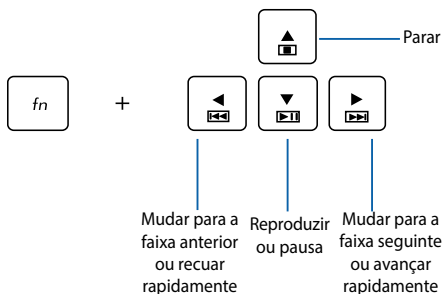 Parar
fn
+
Mudar para a
faixa anterior
ou recuar
rapidamente
Reproduzir
ou pausa
Mudar para a
faixa seguinte
ou avançar
rapidamente